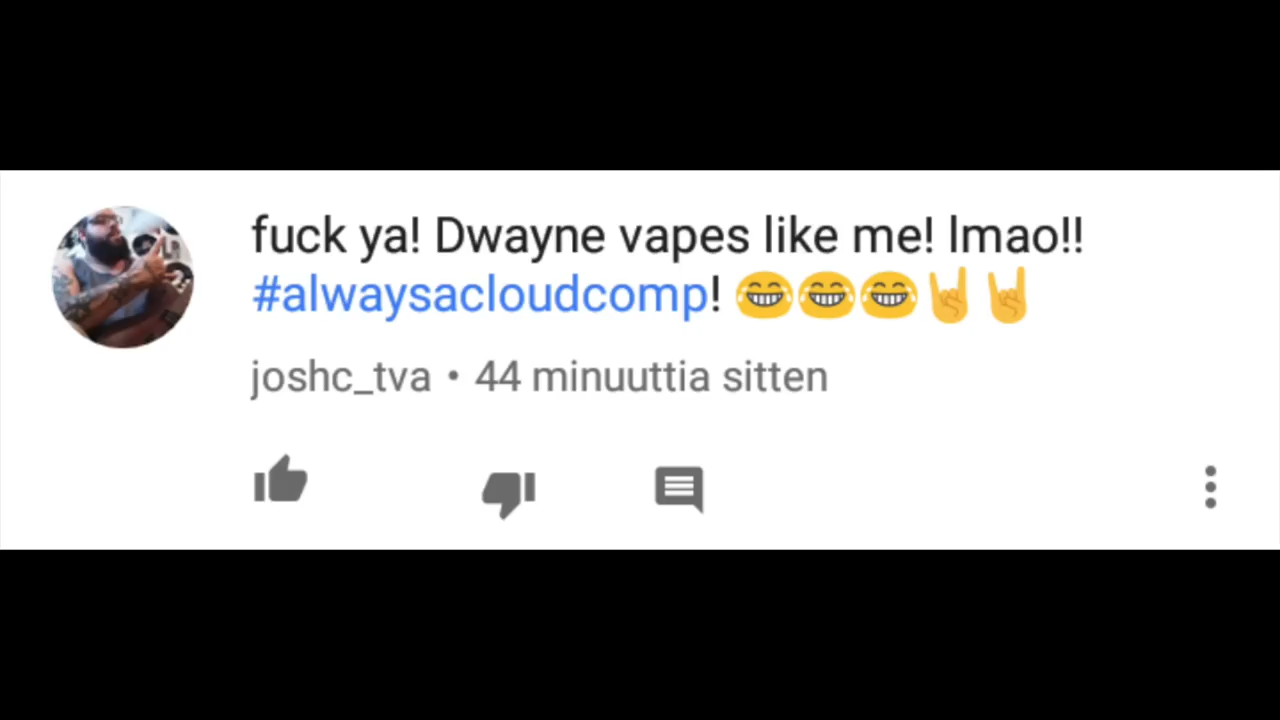 fuck ya! Dwayne vapes like me! lmao!!
#alwaysacloudcomp! 😂😂😂🤘🤘
joshc_tva • 44 minuuttia sitten